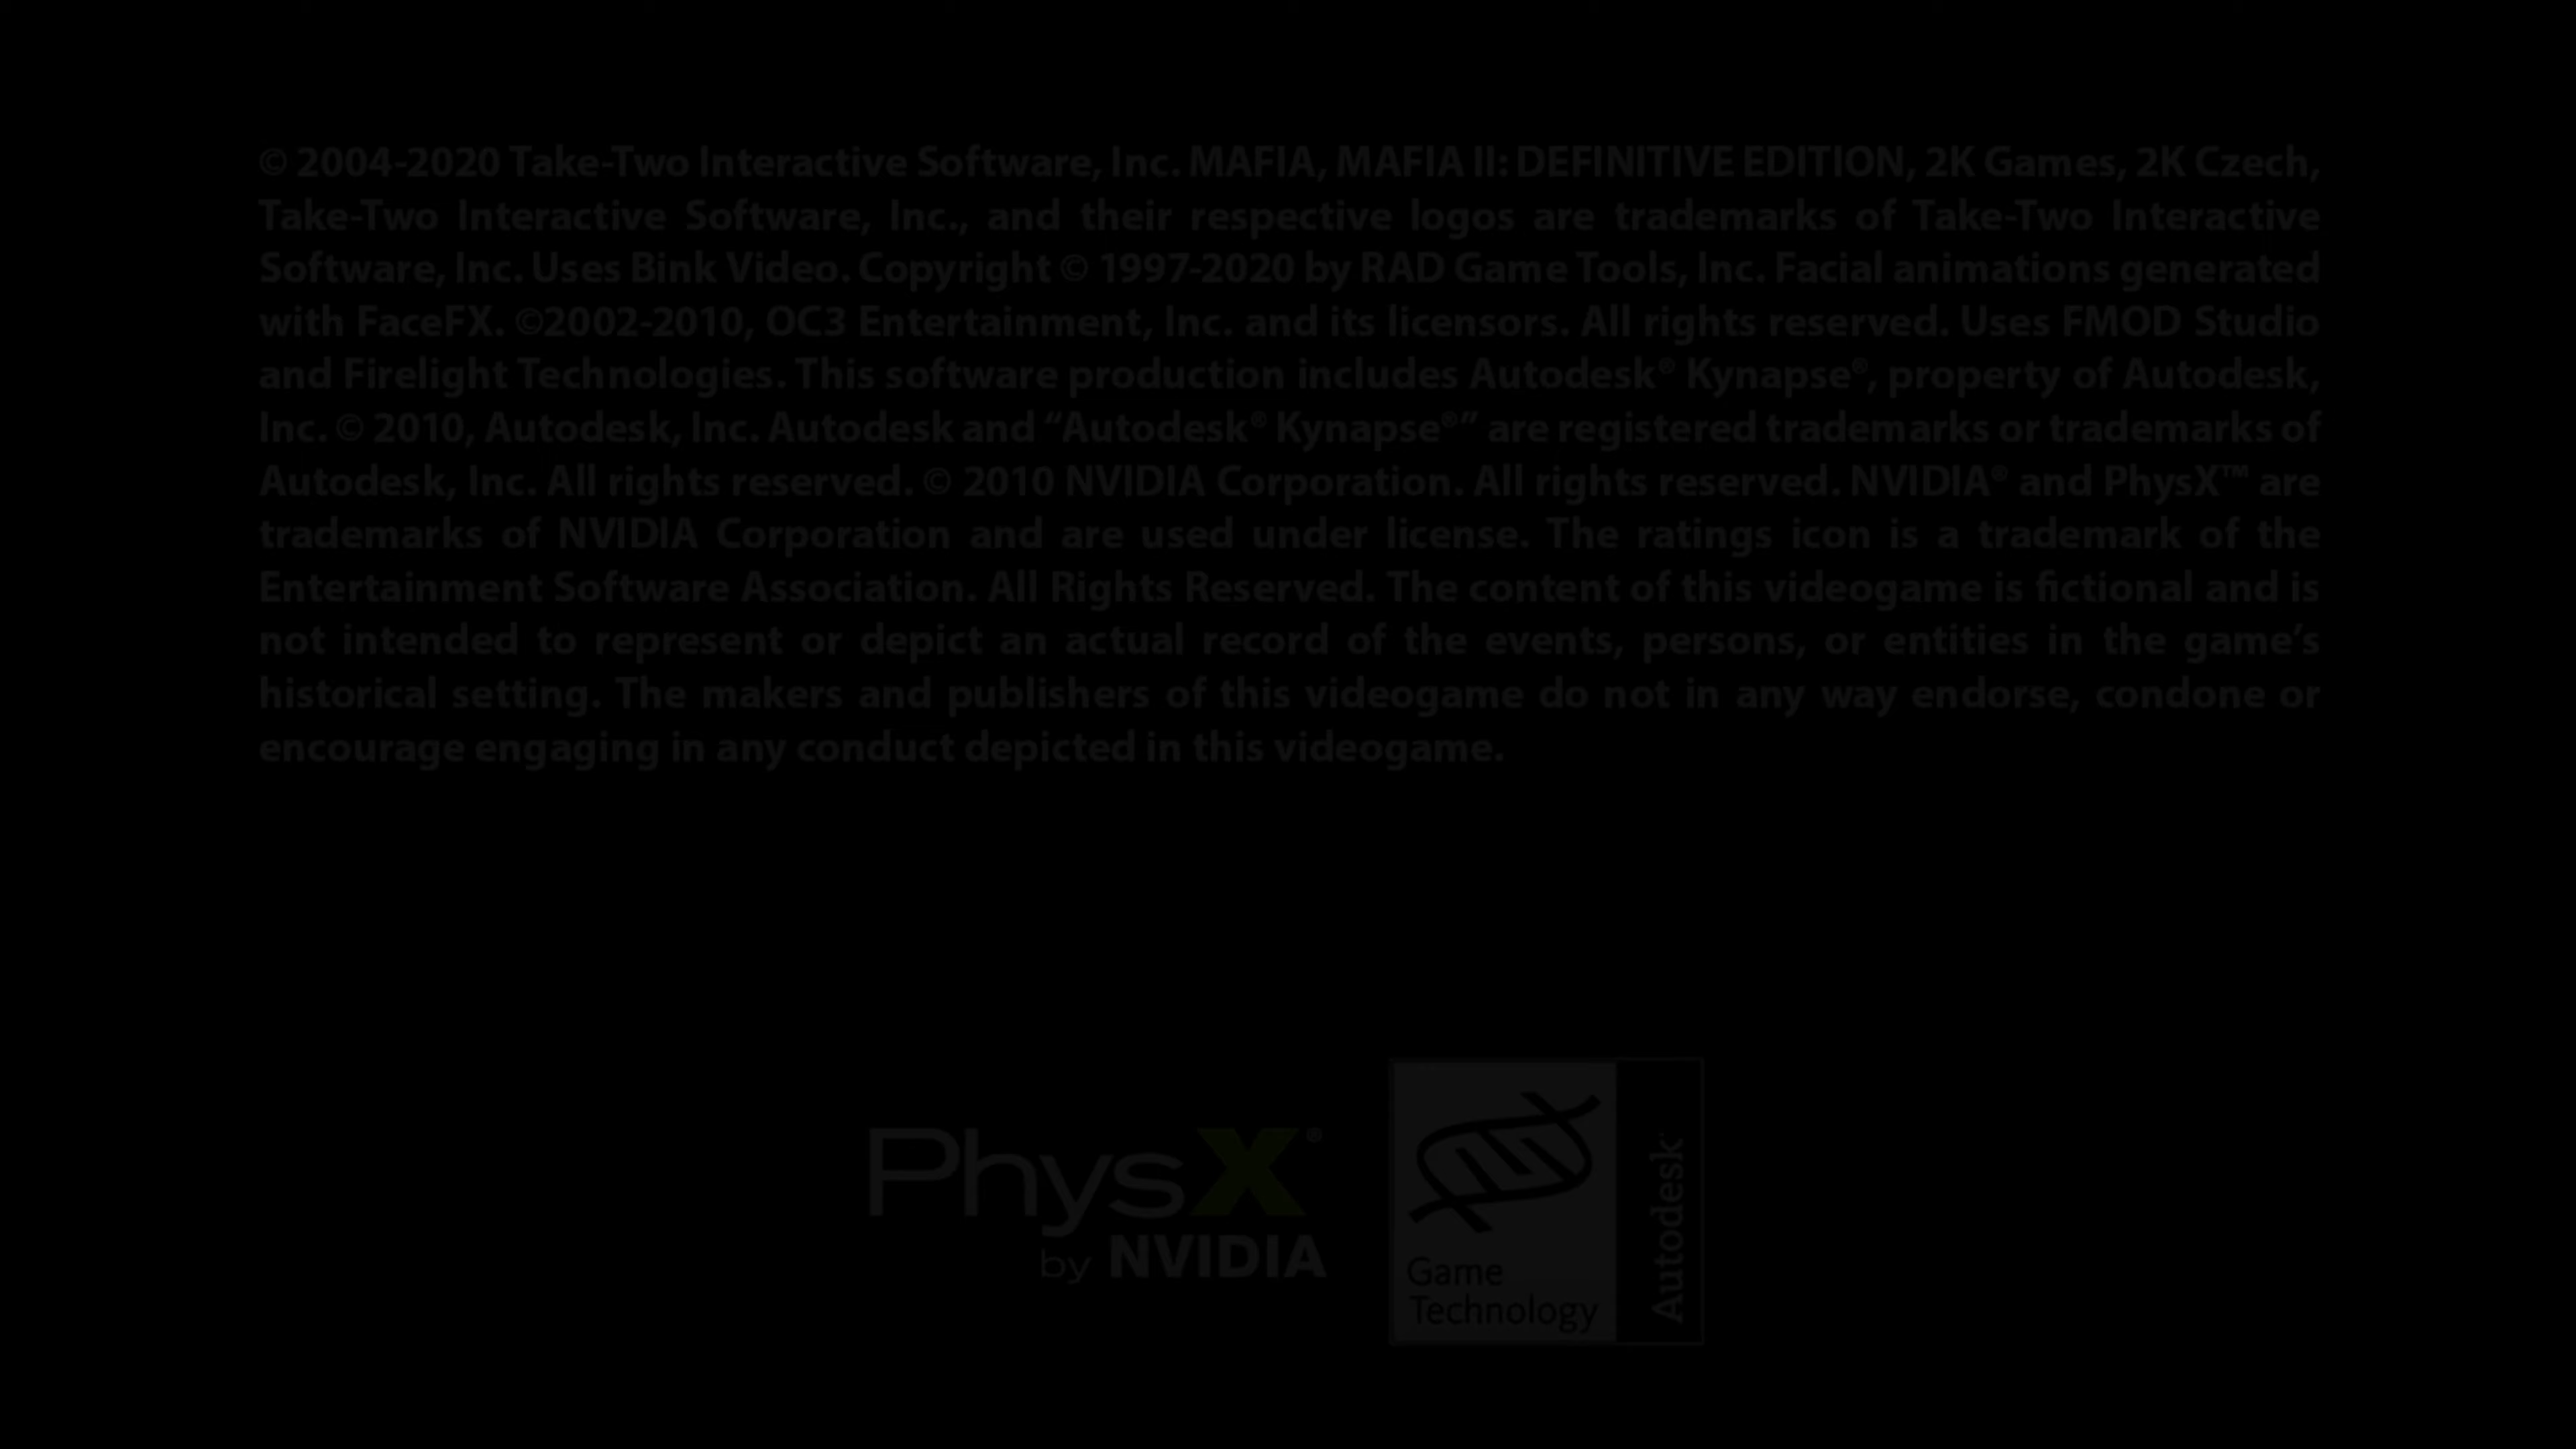 © 2004-2020 Take-Two Interactive Software, Inc. MAFIA, MAFIA II: DEFINITIVE EDITION, 2K Games, 2K Czech,
Take-Two Interactive Software, Inc., and their respective logos are trademarks of Take-Two Interactive
Software, Inc. Uses Bink Video. Copyright © 1997-2020 by RAD Game Tools, Inc. Facial animations generated
with FaceFX. ©2002-2010, OC3 Entertainment, Inc. and its licensors. All rights reserved. Uses FMOD Studio
and Firelight Technologies. This software production includes Autodesk® Kynapse®, property of Autodesk,
Inc. © 2010, Autodesk, Inc. Autodesk and “Autodesk® Kynapse®” are registered trademarks or trademarks of
Autodesk, Inc. All rights reserved. © 2010 NVIDIA Corporation. All rights reserved. NVIDIA® and PhysX™ are
trademarks of NVIDIA Corporation and are used under license. The ratings icon is a trademark of the
Entertainment Software Association. All Rights Reserved. The content of this videogame is fictional and is
not intended to represent or depict an actual record of the events, persons, or entities in the game’s
historical setting. The makers and publishers of this videogame do not in any way endorse, condone or
encourage engaging in any conduct depicted in this videogame.
PhysX®
by NVIDIA
Game
Technology
Autodesk